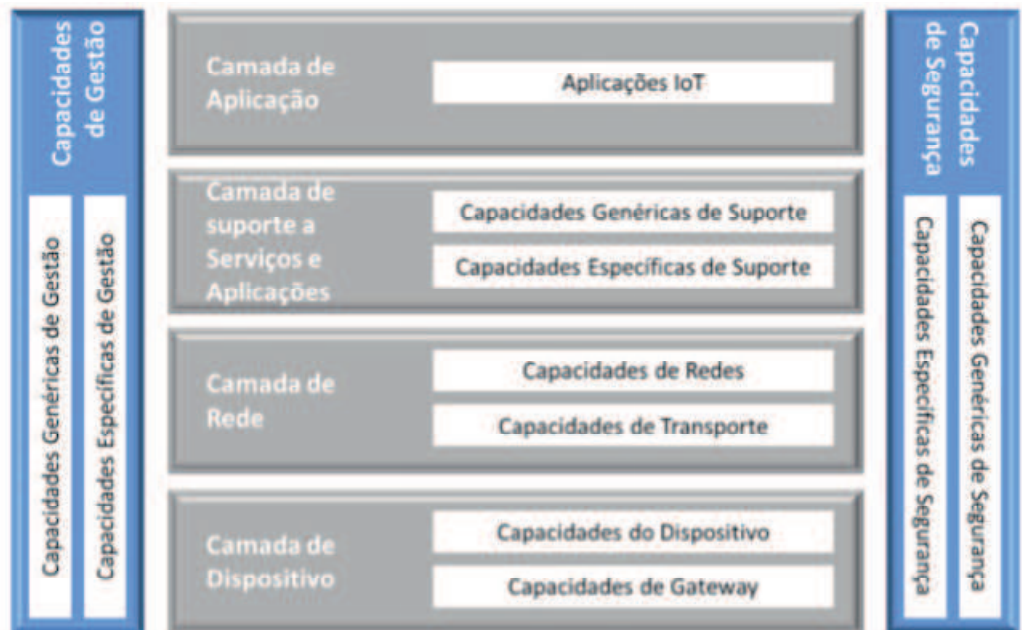 Capacidades
de Gestão
Capacidades Genéricas de Gestão
Capacidades Específicas de Gestão
Camada de
Aplicação
Aplicações IoT
Camada de
suporte a
Serviços e
Aplicações
Capacidades Genéricas de Suporte
Capacidades Específicas de Suporte
Camada de
Rede
Capacidades de Redes
Capacidades de Transporte
Camada de
Dispositivo
Capacidades do Dispositivo
Capacidades de Gateway
Capacidades
de Segurança
Capacidades Genéricas de Segurança
Capacidades Específicas de Segurança